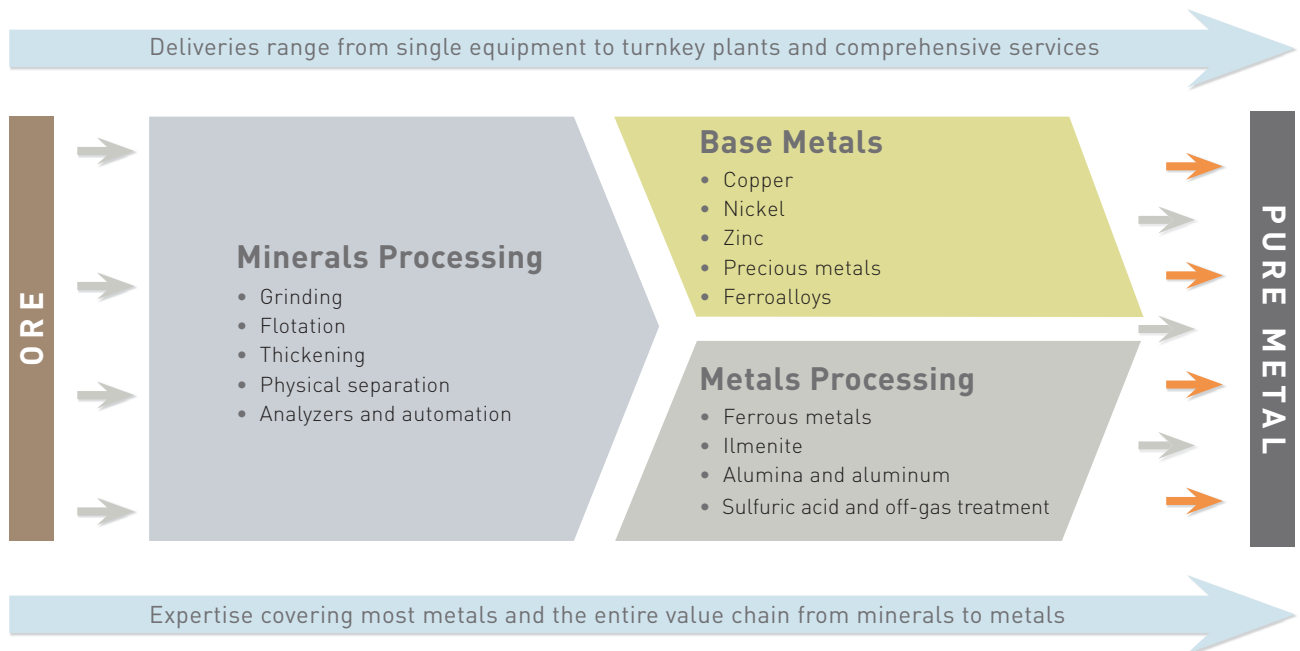 Deliveries range from single equipment to turnkey plants and comprehensive services
ORE
Minerals Processing
• Grinding
• Flotation
• Thickening
• Physical separation
• Analyzers and automation
Base Metals
• Copper
• Nickel
• Zinc
• Precious metals
• Ferroalloys
Metals Processing
• Ferrous metals
• Ilmenite
• Alumina and aluminum
• Sulfuric acid and off-gas treatment
PURE METAL
Expertise covering most metals and the entire value chain from minerals to metals